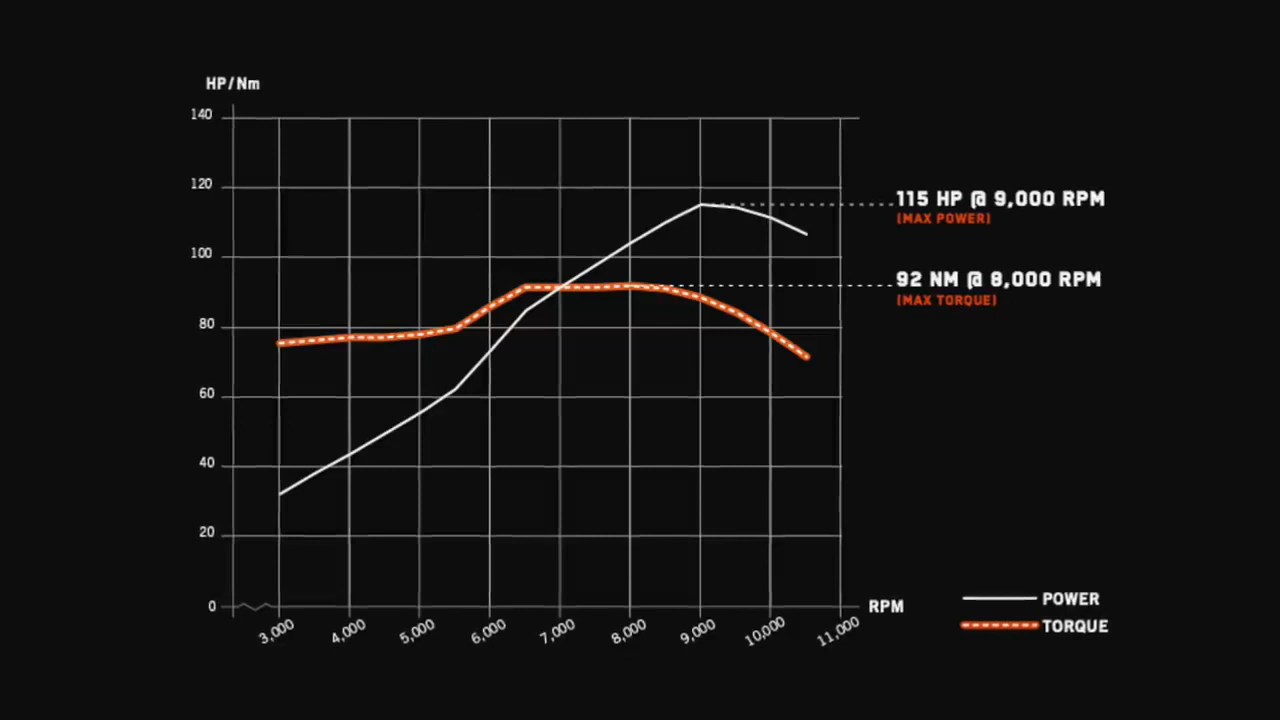 HP/Nm
140
120
100
80
60
40
20
0
3,000
4,000
5,000
6,000
7,000
8,000
9,000
10,000
11,000
RPM
115 HP @ 9,000 RPM
(MAX POWER)
92 NM @ 8,000 RPM
(MAX TORQUE)
POWER
TORQUE